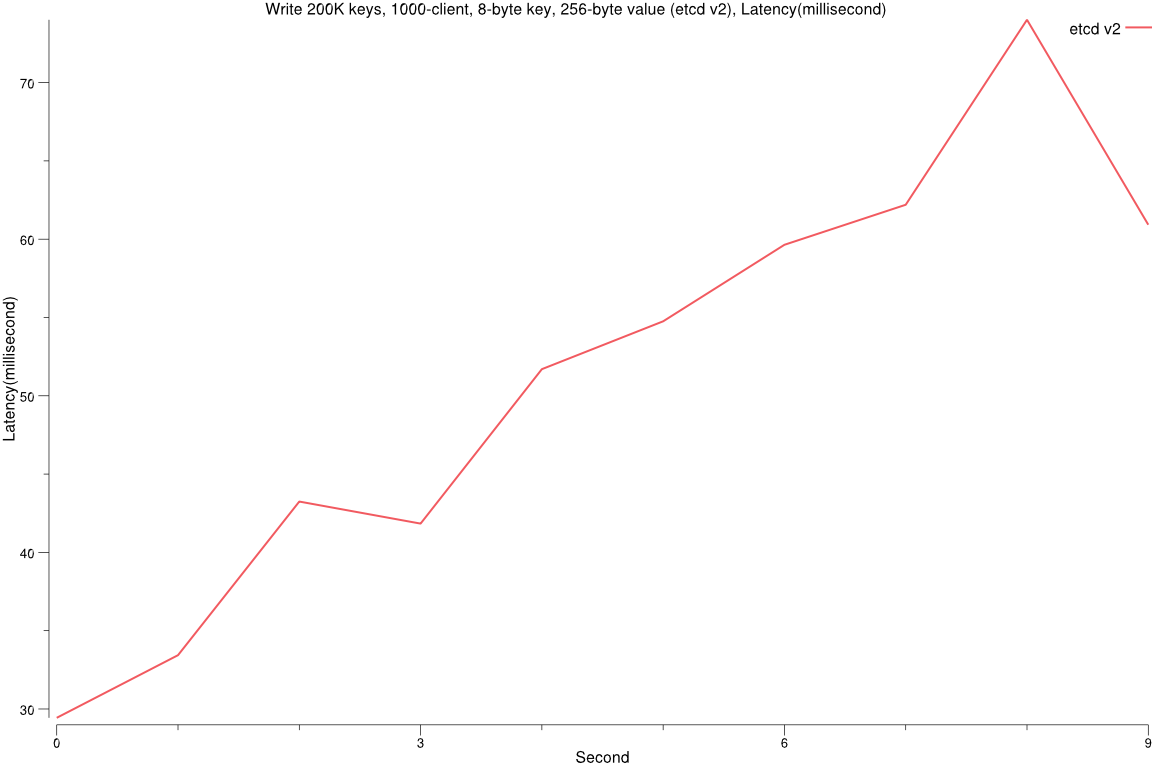 Write 200K keys, 1000-client, 8-byte key, 256-byte value (etcd v2), Latency(millisecond)
etcd v2
70
60
50
40
30
Latency(millisecond)
0 3 6 9
Second